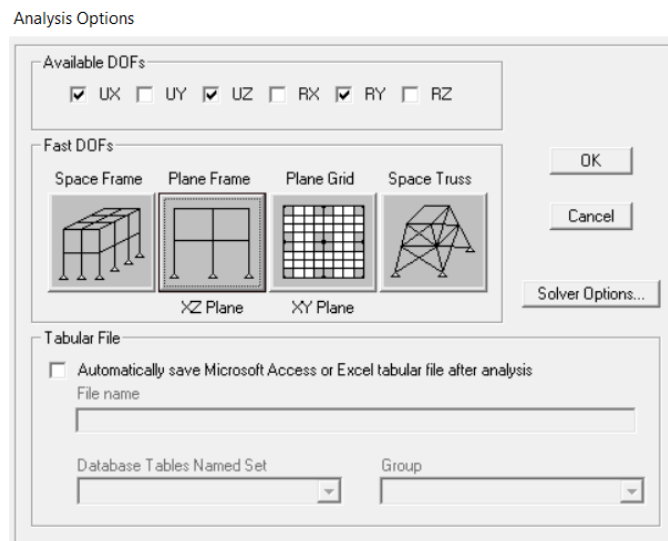 Analysis Options
Available DOFs
UX UY UZ RX RY RZ
Fast DOFs
Space Frame Plane Frame Plane Grid Space Truss
XZ Plane XY Plane
OK
Cancel
Solver Options...
Tabular File
Automatically save Microsoft Access or Excel tabular file after analysis
File name
Database Tables Named Set Group